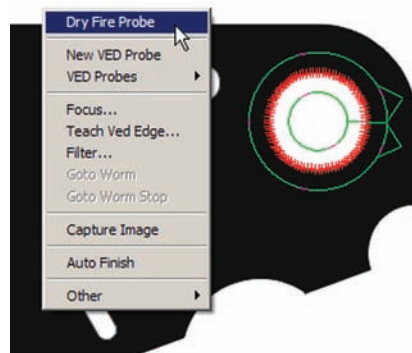 Dry Fire Probe
New VED Probe
VED Probes
Focus...
Teach Ved Edge...
Filter...
Goto Worm
Goto Worm Stop
Capture Image
Auto Finish
Other